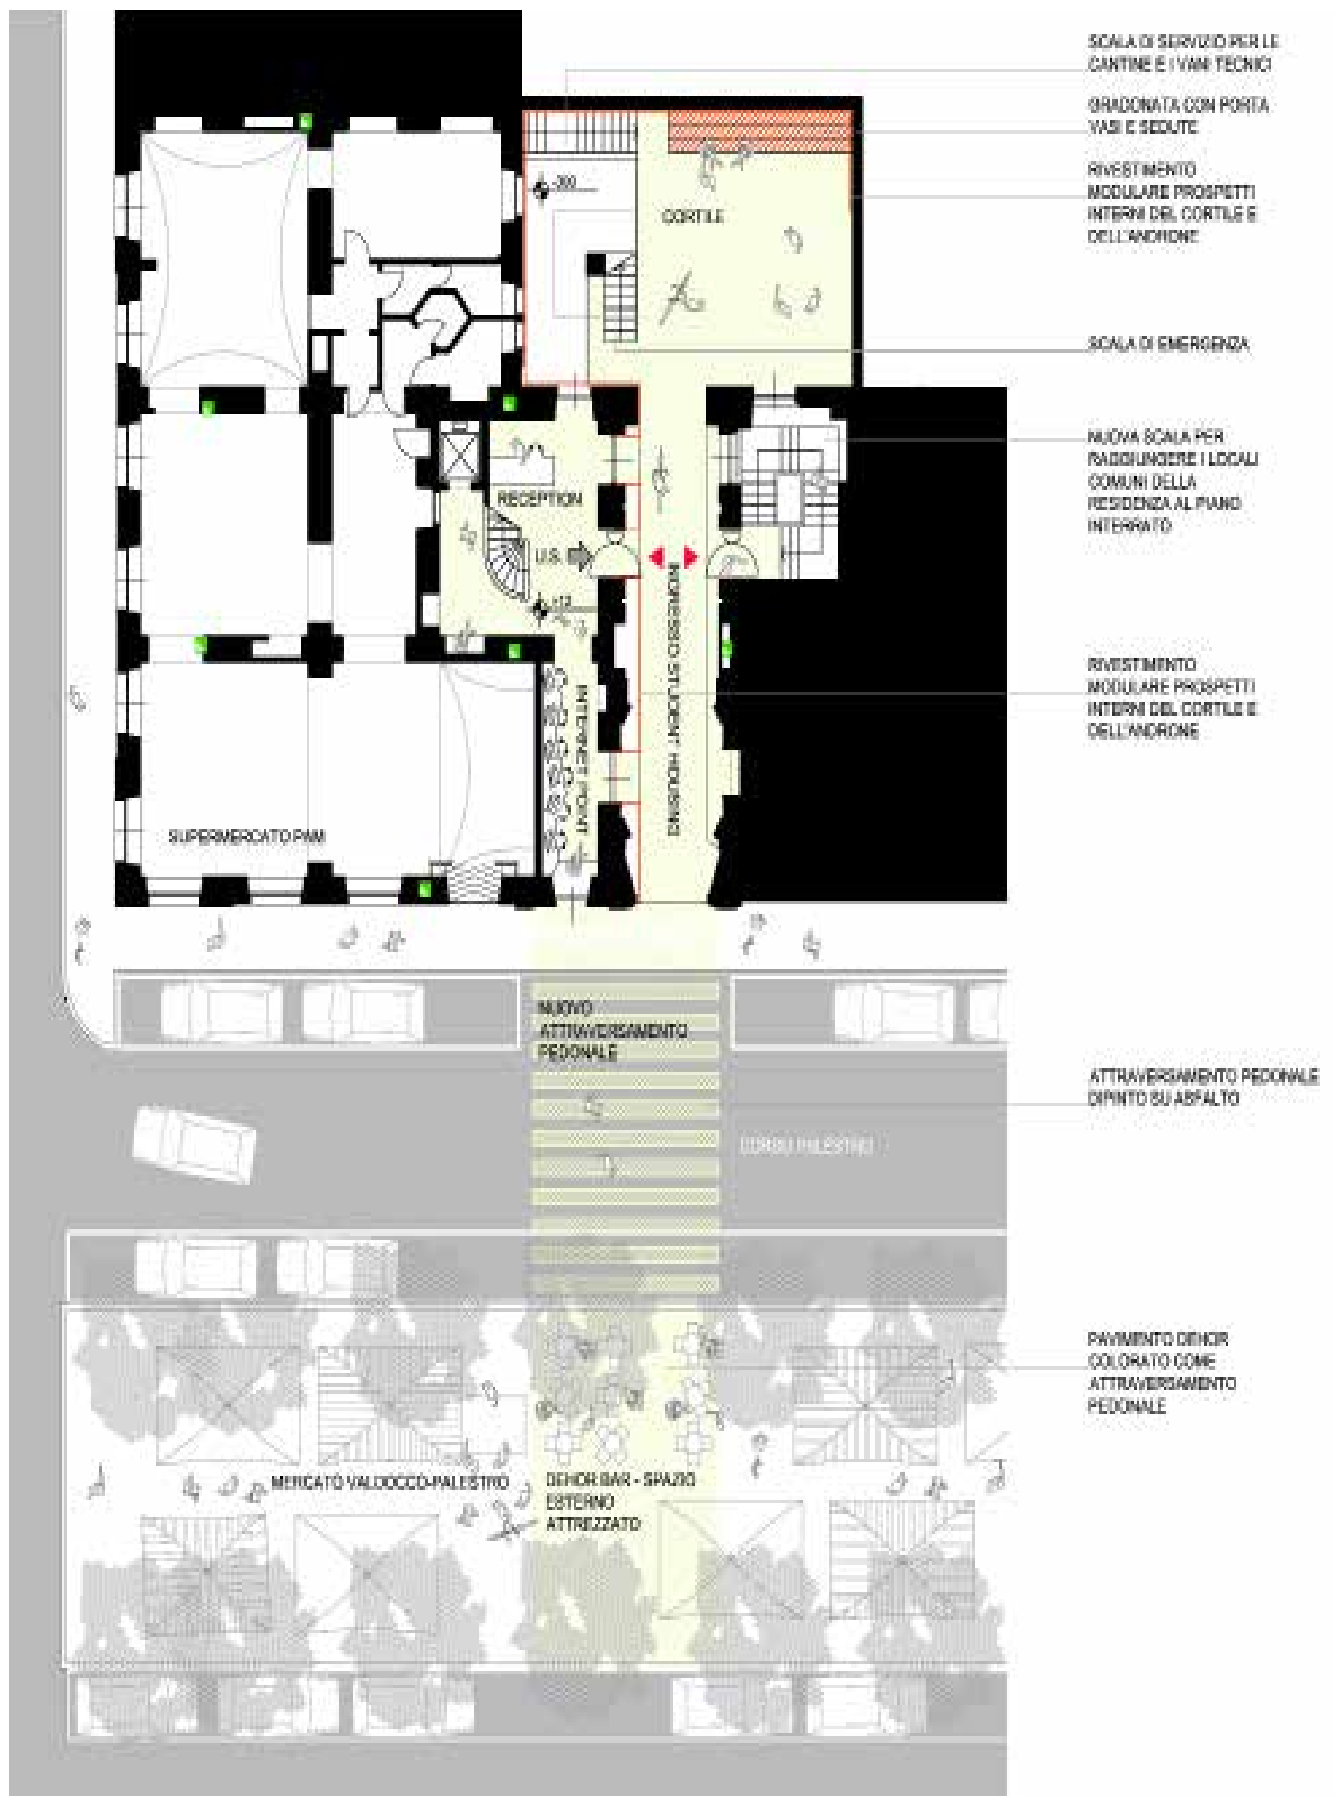 SCALA DI SERVIZIO PER LE
CANTINE E I VANI TECNICI
GRADONATA CON PORTA
VASI E SEDUTE
RIVESTIMENTO
MODULARE PROSPETTI
INTERNI DEL CORTILE E
DELL'ANDRONE
CORTILE
SCALA DI EMERGENZA
NUOVA SCALA PER
RAGGIUNGERE I LOCALI
COMUNI DELLA
RESIDENZA AL PIANO
INTERRATO
RECEPTION
U.S.
INGRESSO STUDENT HOUSING
INTERNET POINT
RIVESTIMENTO
MODULARE PROSPETTI
INTERNI DEL CORTILE E
DELL'ANDRONE
SUPERMERCATO PAM
NUOVO
ATTRAVERSAMENTO
PEDONALE
ATTRAVERSAMENTO PEDONALE
DIPINTO SU ASFALTO
CORSO PALESTRO
PAVIMENTO DEHOR
COLORATO COME
ATTRAVERSAMENTO
PEDONALE
MERCATO VALDOCCO-PALESTRO
DEHOR BAR - SPAZIO
ESTERNO
ATTREZZATO